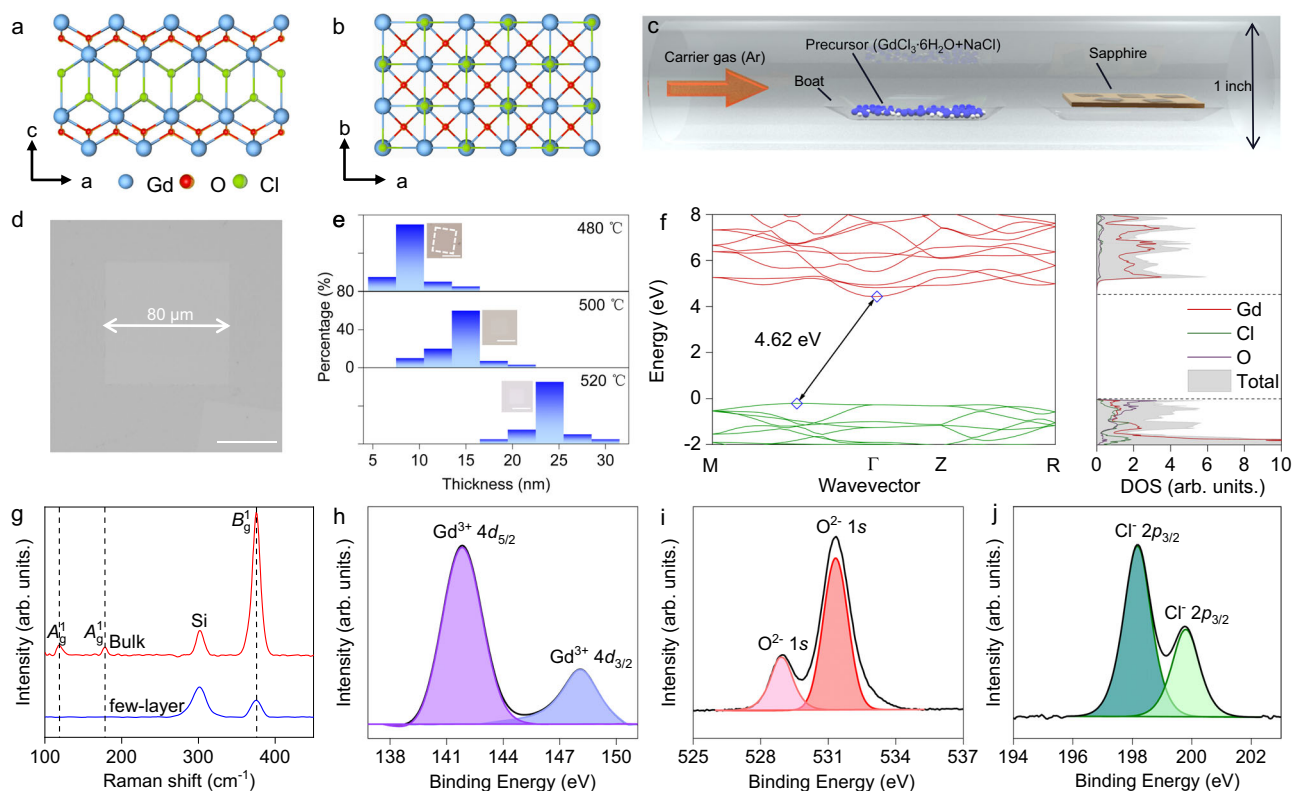 a
c
a
Gd O Cl
b
b
a
c
Carrier gas (Ar)
Precursor (GdCl₃·6H₂O+NaCl)
Boat
Sapphire
1 inch
d
80 µm
e
Percentage (%)
480 ℃
80
500 ℃
40
0
520 ℃
5 10 15 20 25 30
Thickness (nm)
f
Energy (eV)
8
6
4
2
0
-2
4.62 eV
M Γ Z R
Wavevector
Gd
Cl
O
Total
0 2 4 6 8 10
DOS (arb. units.)
g
Intensity (arb. units.)
A¹g
A¹g
Bulk
Si
B¹g
few-layer
100 200 300 400
Raman shift (cm⁻¹)
h
Intensity (arb. units.)
Gd³⁺ 4d₅/₂
Gd³⁺ 4d₃/₂
138 141 144 147 150
Binding Energy (eV)
i
Intensity (arb. units.)
O²⁻ 1s
O²⁻ 1s
525 528 531 534 537
Binding Energy (eV)
j
Intensity (arb. units.)
Cl⁻ 2p₃/₂
Cl⁻ 2p₃/₂
194 196 198 200 202
Binding Energy (eV)